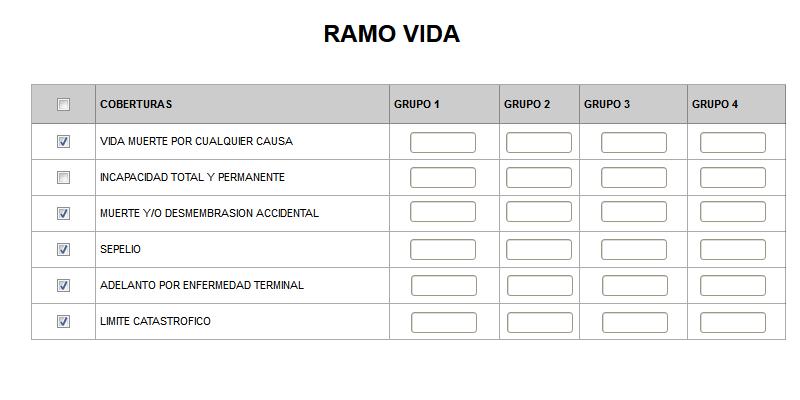 RAMO VIDA
COBERTURAS GRUPO 1 GRUPO 2 GRUPO 3 GRUPO 4
VIDA MUERTE POR CUALQUIER CAUSA
INCAPACIDAD TOTAL Y PERMANENTE
MUERTE Y/O DESMEMBRASION ACCIDENTAL
SEPELIO
ADELANTO POR ENFERMEDAD TERMINAL
LIMITE CATASTROFICO